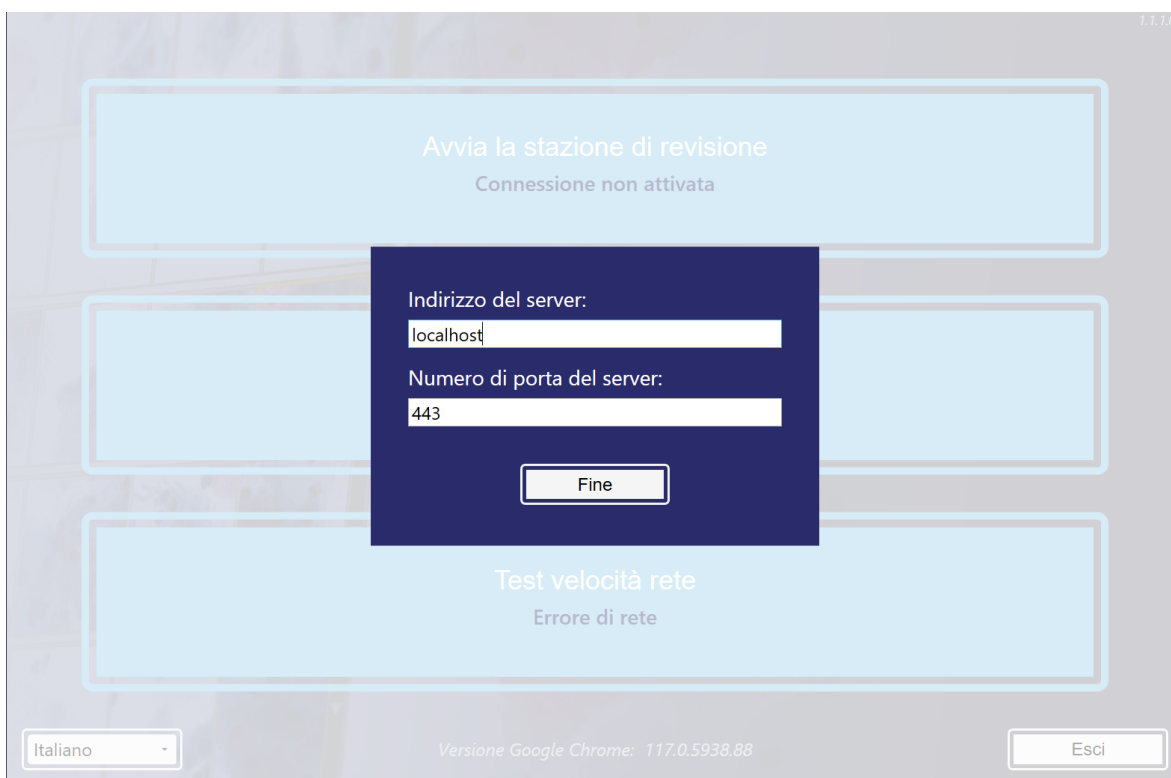 1.1.1.
Avvia la stazione di revisione
Connessione non attivata
Indirizzo del server:
localhost
Numero di porta del server:
443
Fine
Test velocità rete
Errore di rete
Italiano
Versione Google Chrome: 117.0.5938.88
Esci